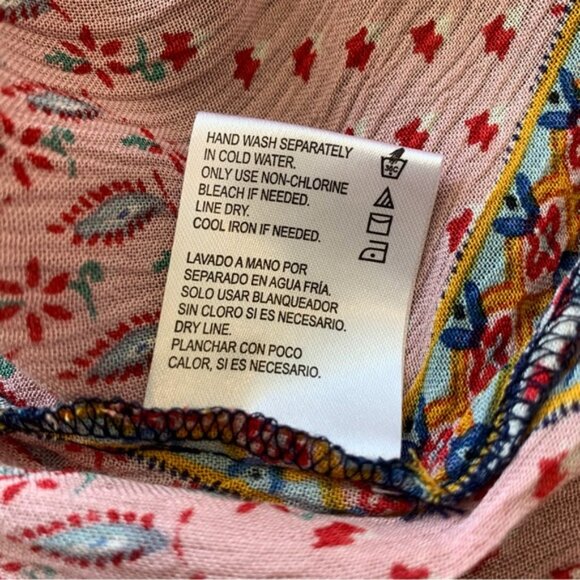 HAND WASH SEPARATELY
IN COLD WATER.
ONLY USE NON-CHLORINE
BLEACH IF NEEDED.
LINE DRY.
COOL IRON IF NEEDED.
LAVADO A MANO POR
SEPARADO EN AGUA FRÍA.
SOLO USAR BLANQUEADOR
SIN CLORO SI ES NECESARIO.
DRY LINE.
PLANCHAR CON POCO
CALOR, SI ES NECESARIO.